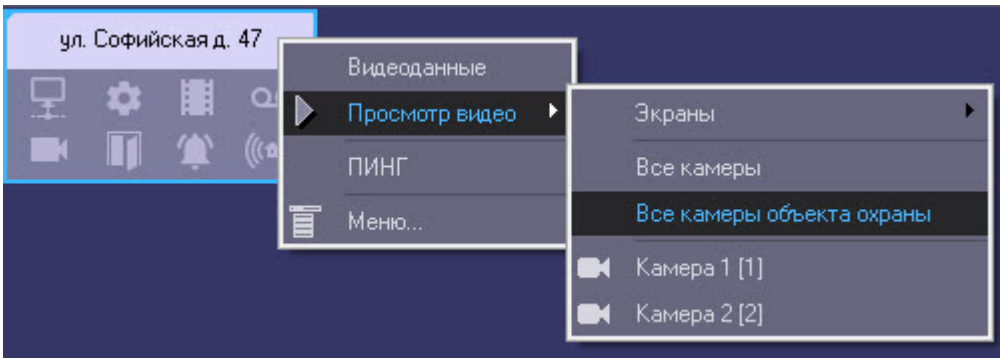 ул. Софийская д. 47
Видеоданные
Просмотр видео
ПИНГ
Меню...
Экраны
Все камеры
Все камеры объекта охраны
Камера 1 [1]
Камера 2 [2]